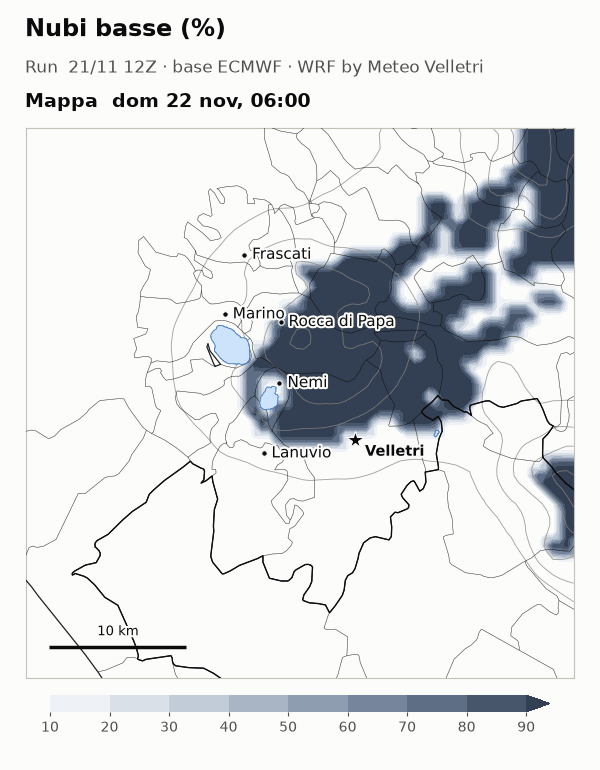 Nubi basse (%)
Run  21/11 12Z · base ECMWF · WRF by Meteo Velletri
Mappa  dom 22 nov, 06:00
Frascati
Marino
Rocca di Papa
Nemi
Velletri
Lanuvio
10 km
10 20 30 40 50 60 70 80 90